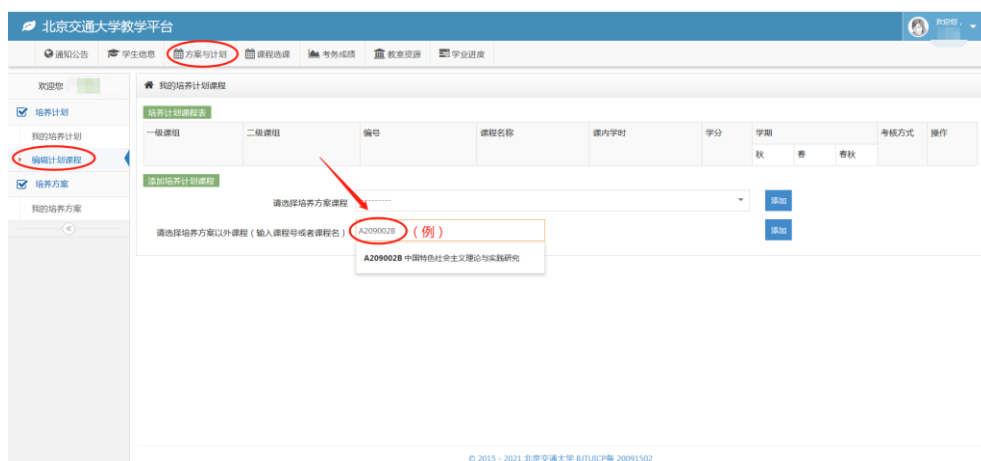 北京交通大学教学平台
欢迎您，
通知公告 学生信息 方案与计划 课程选课 考务成绩 教室资源 学业进度
欢迎您
我的培养计划课程
培养计划
培养计划课程表
我的培养计划
一级课组 二级课组 编号 课程名称 课内学时 学分 学期 考核方式 操作
秋 春 春秋
编辑计划课程
培养方案
添加培养计划课程
我的培养方案
请选择培养方案课程 --------- 添加
请选择培养方案以外课程（输入课程号或者课程名） A209002B （例） 添加
A209002B 中国特色社会主义理论与实践研究
© 2015 - 2021 北京交通大学 BJTUICP备 20091502